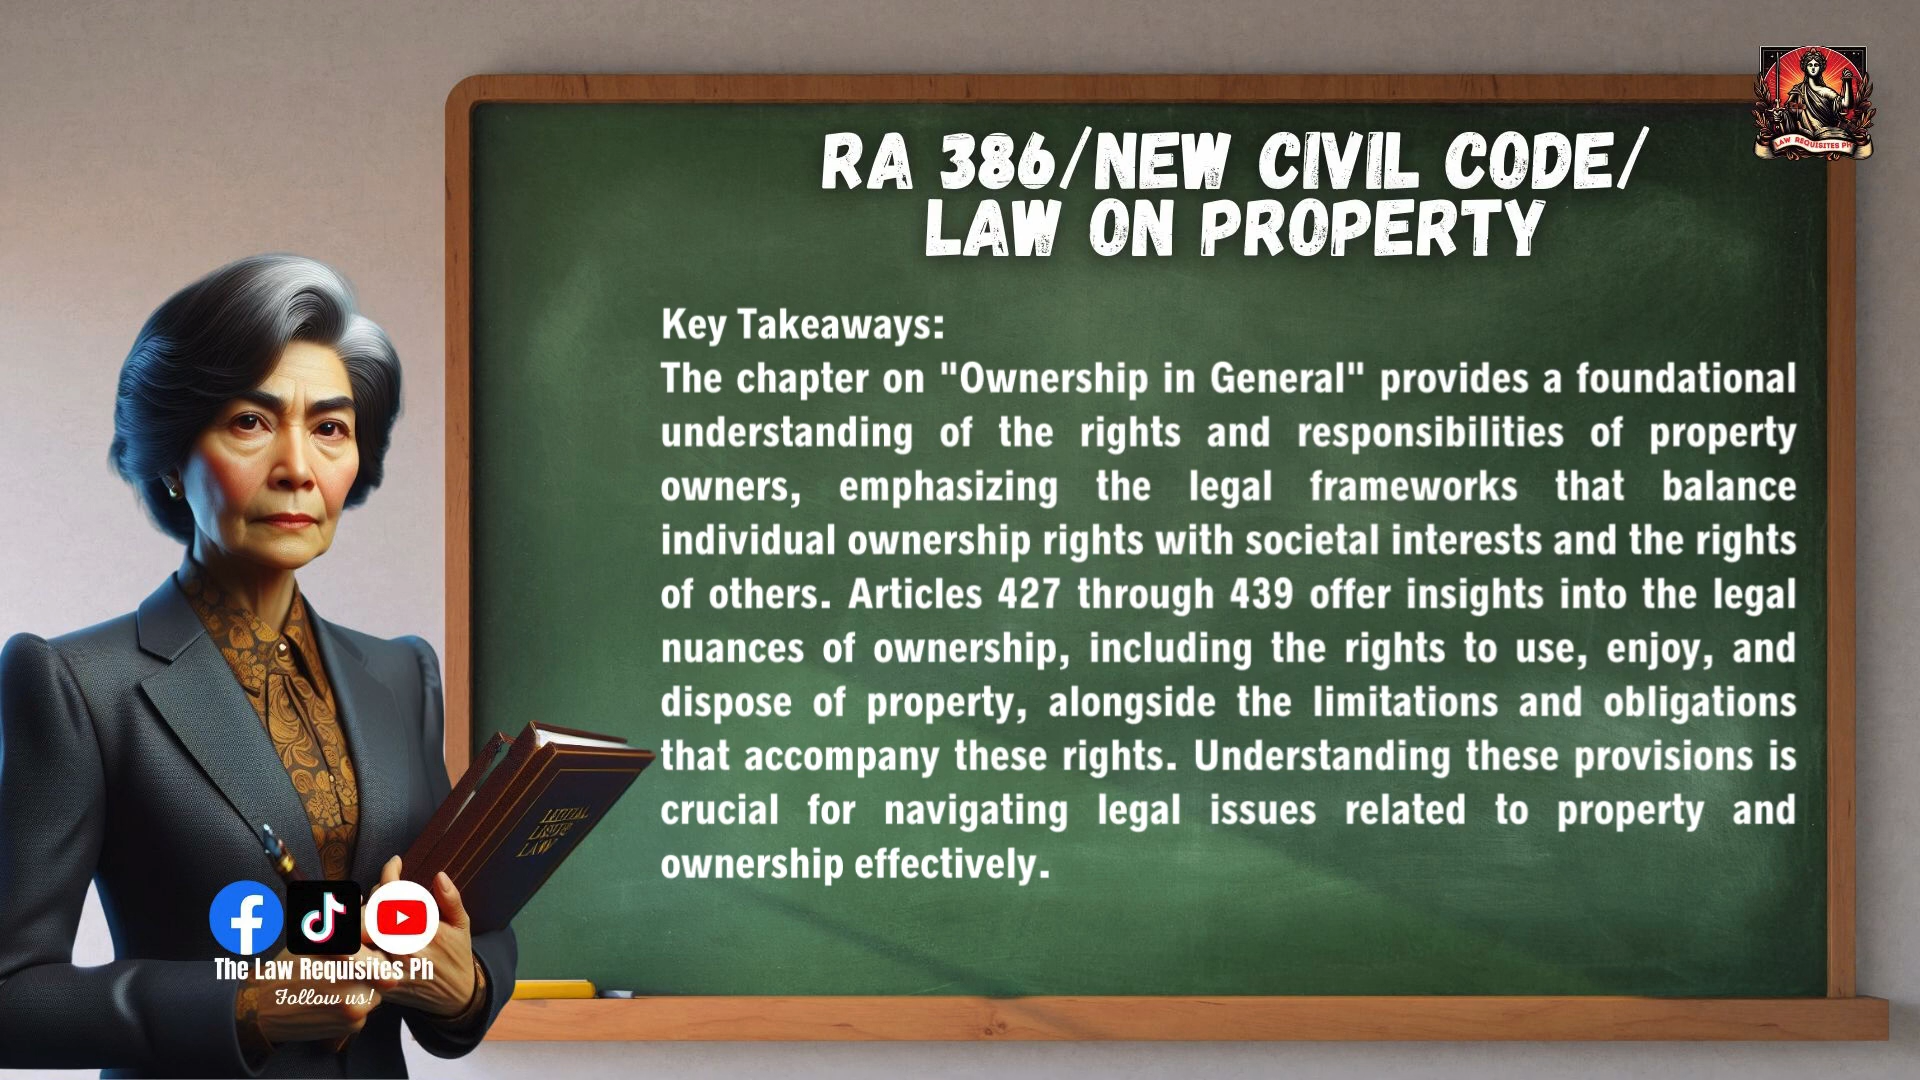 RA 386/NEW CIVIL CODE/
LAW ON PROPERTY
LAW REQUISITES PH
Key Takeaways:
The chapter on "Ownership in General" provides a foundational
understanding of the rights and responsibilities of property
owners, emphasizing the legal frameworks that balance
individual ownership rights with societal interests and the rights
of others. Articles 427 through 439 offer insights into the legal
nuances of ownership, including the rights to use, enjoy, and
dispose of property, alongside the limitations and obligations
that accompany these rights. Understanding these provisions is
crucial for navigating legal issues related to property and
ownership effectively.
The Law Requisites Ph
Follow us!